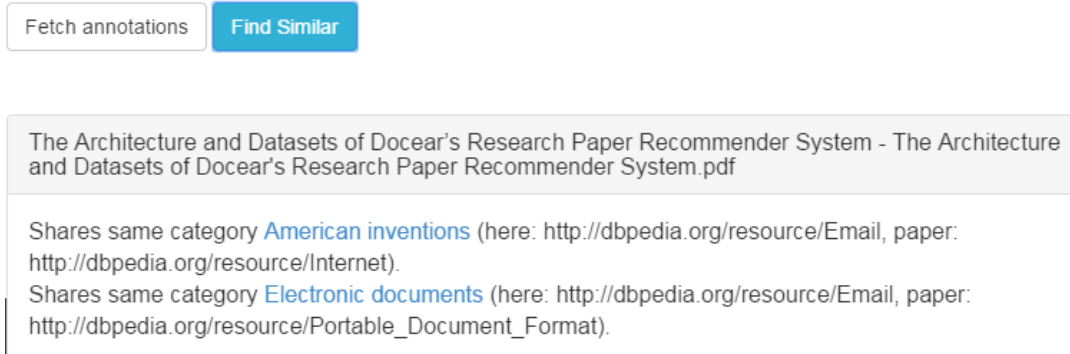 Fetch annotations
Find Similar
The Architecture and Datasets of Docear’s Research Paper Recommender System - The Architecture
and Datasets of Docear's Research Paper Recommender System.pdf
Shares same category American inventions (here: http://dbpedia.org/resource/Email, paper:
http://dbpedia.org/resource/Internet).
Shares same category Electronic documents (here: http://dbpedia.org/resource/Email, paper:
http://dbpedia.org/resource/Portable_Document_Format).